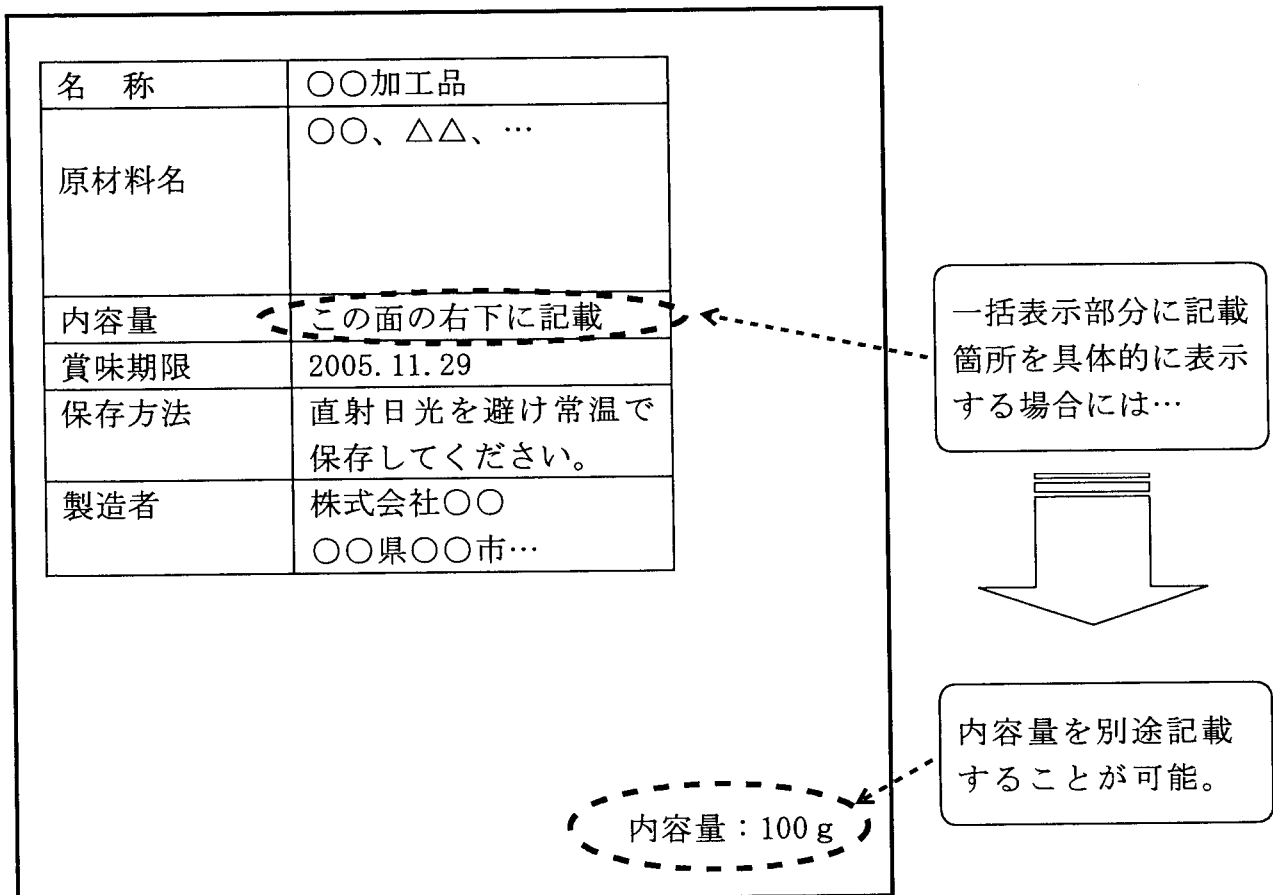 名　称　○○加工品
原材料名　○○、△△、…
内容量　この面の右下に記載
賞味期限　2005.11.29
保存方法　直射日光を避け常温で
保存してください。
製造者　株式会社○○
○○県○○市…
一括表示部分に記載
箇所を具体的に表示
する場合には…
内容量を別途記載
することが可能。
内容量：100ｇ